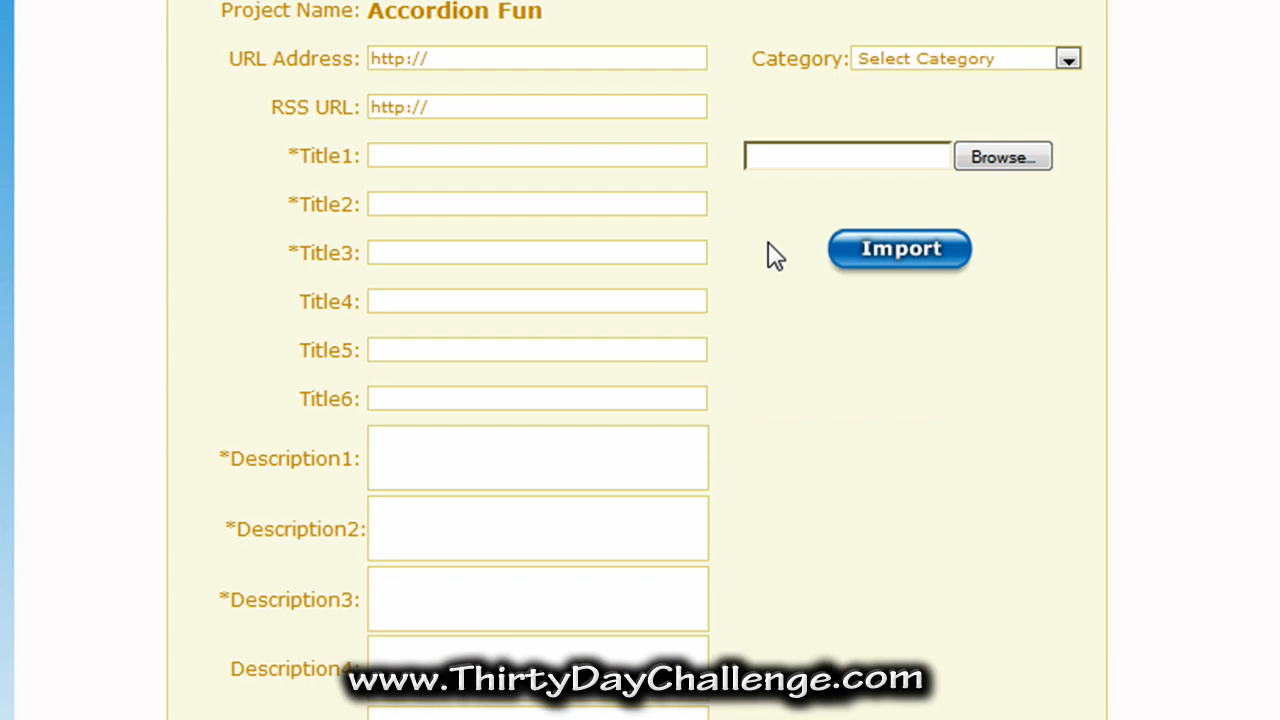 Project Name: Accordion Fun
URL Address: http://
Category: Select Category
RSS URL: http://
*Title1:
Browse...
*Title2:
*Title3:
Import
Title4:
Title5:
Title6:
*Description1:
*Description2:
*Description3:
Description4:
www.ThirtyDayChallenge.com